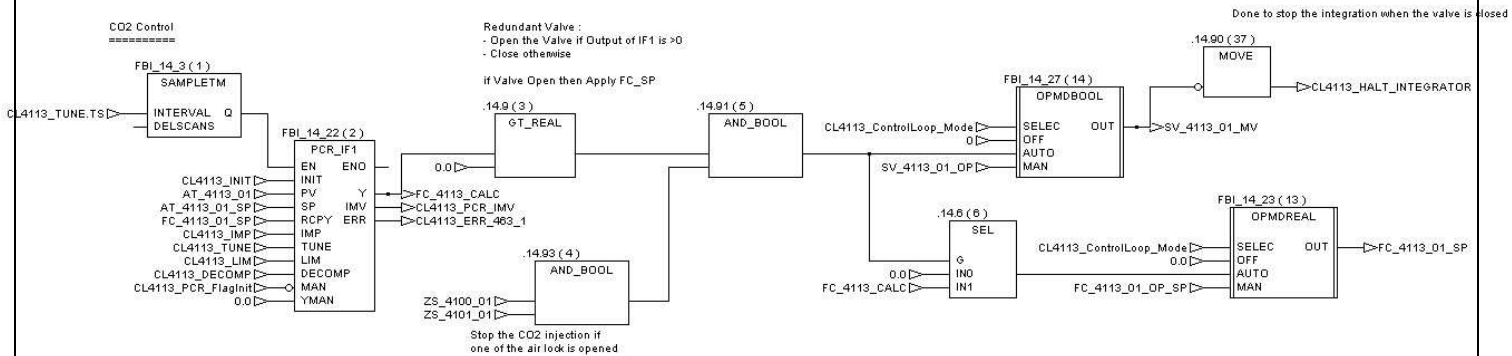 Done to stop the integration when the valve is closed
CO2 Control
==========
Redundant Valve :
- Open the Valve if Output of IF1 is >0
- Close otherwise
if Valve Open then Apply FC_SP
.14.90 (37)
MOVE
CL4113_HALT_INTEGRATOR
FBI_14_3 (1)
SAMPLETM
CL4113_TUNE.TS
INTERVAL Q
DELSCANS
FBI_14_22 (2)
PCR_IF1
EN ENO
CL4113_INIT INIT
AT_4113_01 PV Y FC_4113_CALC
AT_4113_01_SP SP IMV CL4113_PCR_IMV
FC_4113_01_SP RCPY ERR CL4113_ERR_463_1
CL4113_IMP IMP
CL4113_TUNE TUNE
CL4113_LIM LIM
CL4113_DECOMP DECOMP
CL4113_PCR_FlagInit MAN
0.0 YMAN
.14.9 (3)
GT_REAL
0.0
.14.91 (5)
AND_BOOL
.14.93 (4)
AND_BOOL
ZS_4100_01
ZS_4101_01
Stop the CO2 injection if
one of the air lock is opened
FBI_14_27 (14)
OPMDBOOL
CL4113_ControlLoop_Mode SELEC OUT SV_4113_01_MV
0 OFF
AUTO
SV_4113_01_OP MAN
.14.6 (6)
SEL
G
0.0 IN0
FC_4113_CALC IN1
FBI_14_23 (13)
OPMDREAL
CL4113_ControlLoop_Mode SELEC OUT FC_4113_01_SP
0.0 OFF
AUTO
FC_4113_01_OP_SP MAN